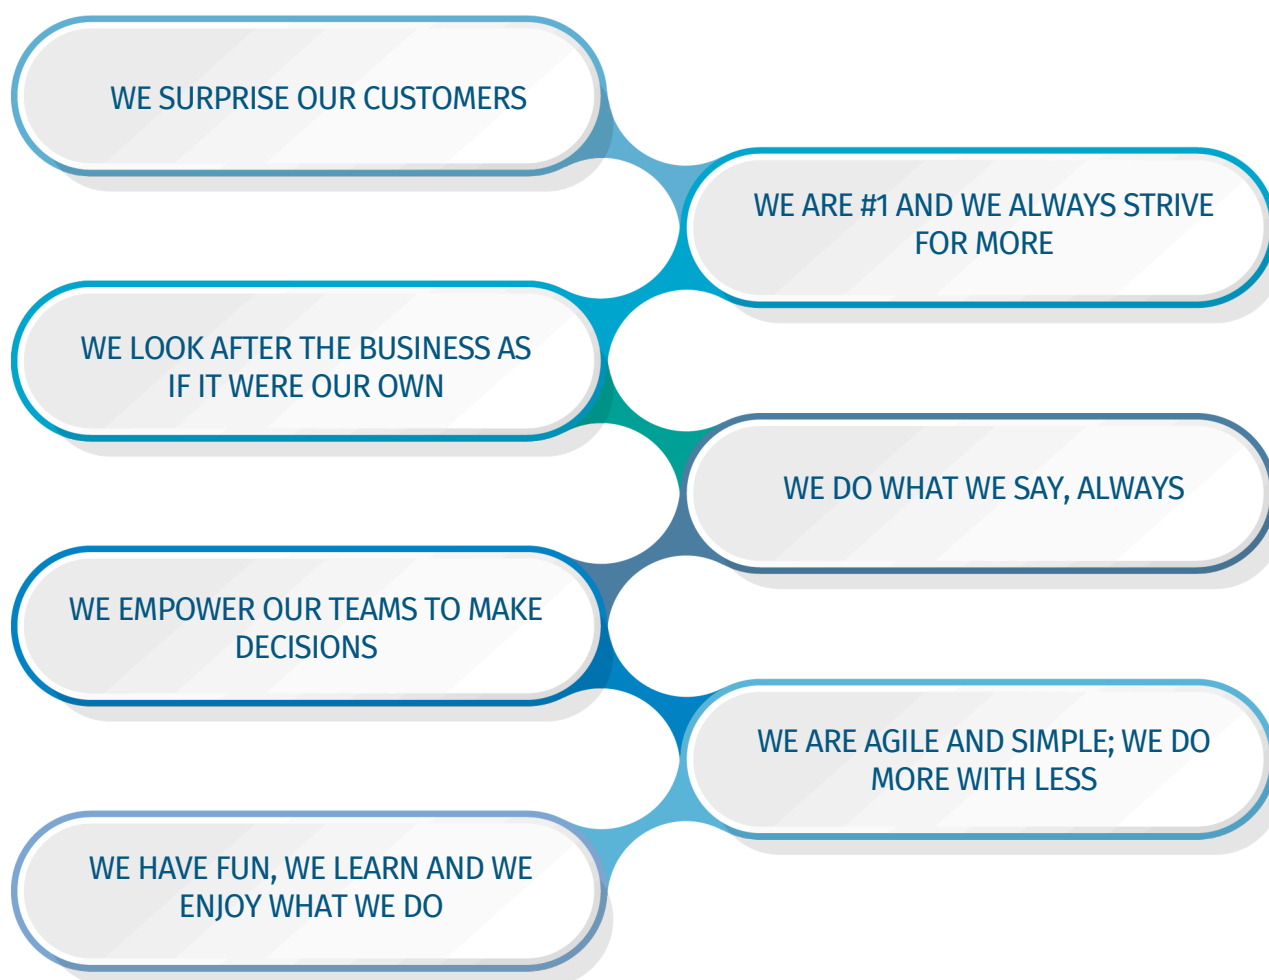 WE SURPRISE OUR CUSTOMERS
WE ARE #1 AND WE ALWAYS STRIVE
FOR MORE
WE LOOK AFTER THE BUSINESS AS
IF IT WERE OUR OWN
WE DO WHAT WE SAY, ALWAYS
WE EMPOWER OUR TEAMS TO MAKE
DECISIONS
WE ARE AGILE AND SIMPLE; WE DO
MORE WITH LESS
WE HAVE FUN, WE LEARN AND WE
ENJOY WHAT WE DO